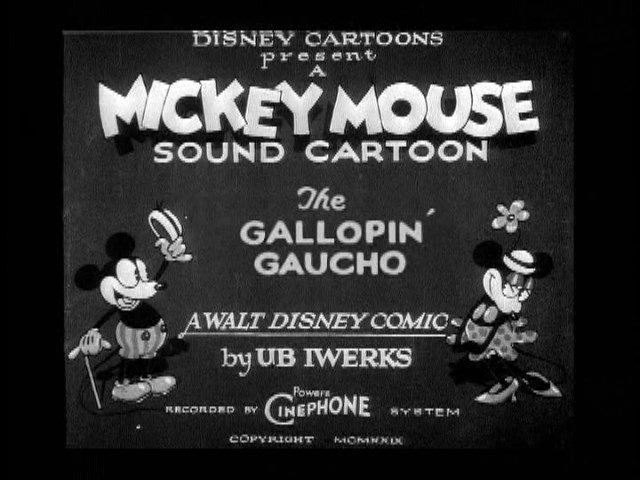 DISNEY CARTOONS
present
A
MICKEY MOUSE
SOUND CARTOON
The
GALLOPIN'
GAUCHO
A WALT DISNEY COMIC
by UB IWERKS
RECORDED BY Powers CINEPHONE SYSTEM
COPYRIGHT MCMXXIX